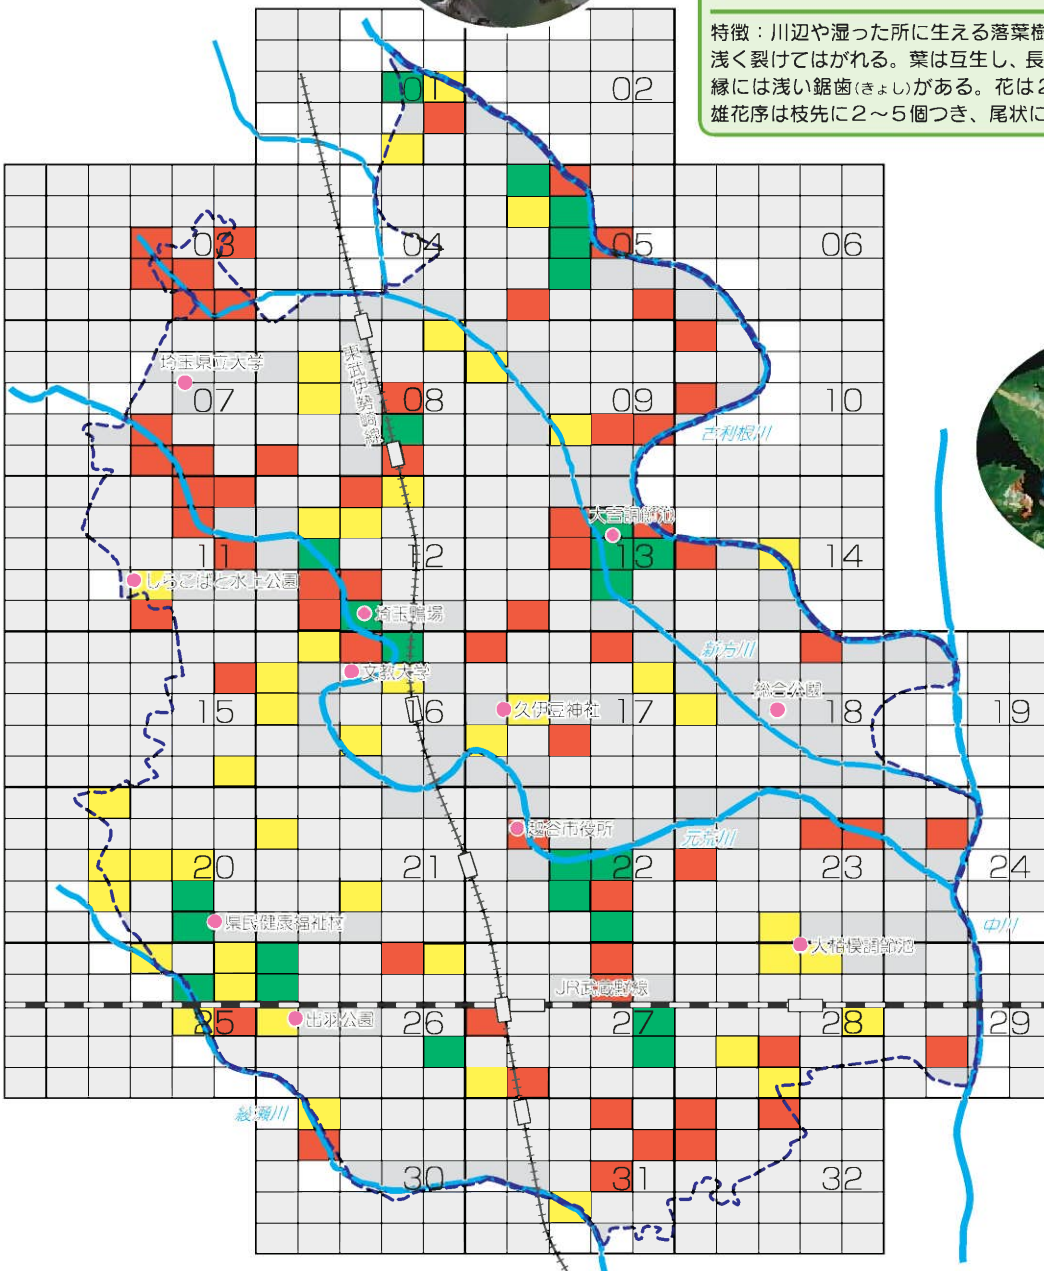 特徴：川辺や湿った所に生える落葉樹
浅く裂けてはがれる。葉は互生し、長
縁には浅い鋸歯(きょし)がある。花は2
雄花序は枝先に2～5個つき、尾状に
01
02
03
04
05
06
埼玉県立大学
東武伊勢崎線
07
08
09
10
古利根川
大吉調節池
11
12
13
14
しらこばと水上公園
埼玉鴨場
新方川
文教大学
総合公園
15
16
久伊豆神社
17
18
19
越谷市役所
元荒川
20
21
22
23
24
県民健康福祉村
中川
大相模調節池
JR武蔵野線
25
出羽公園
26
27
28
29
綾瀬川
30
31
32